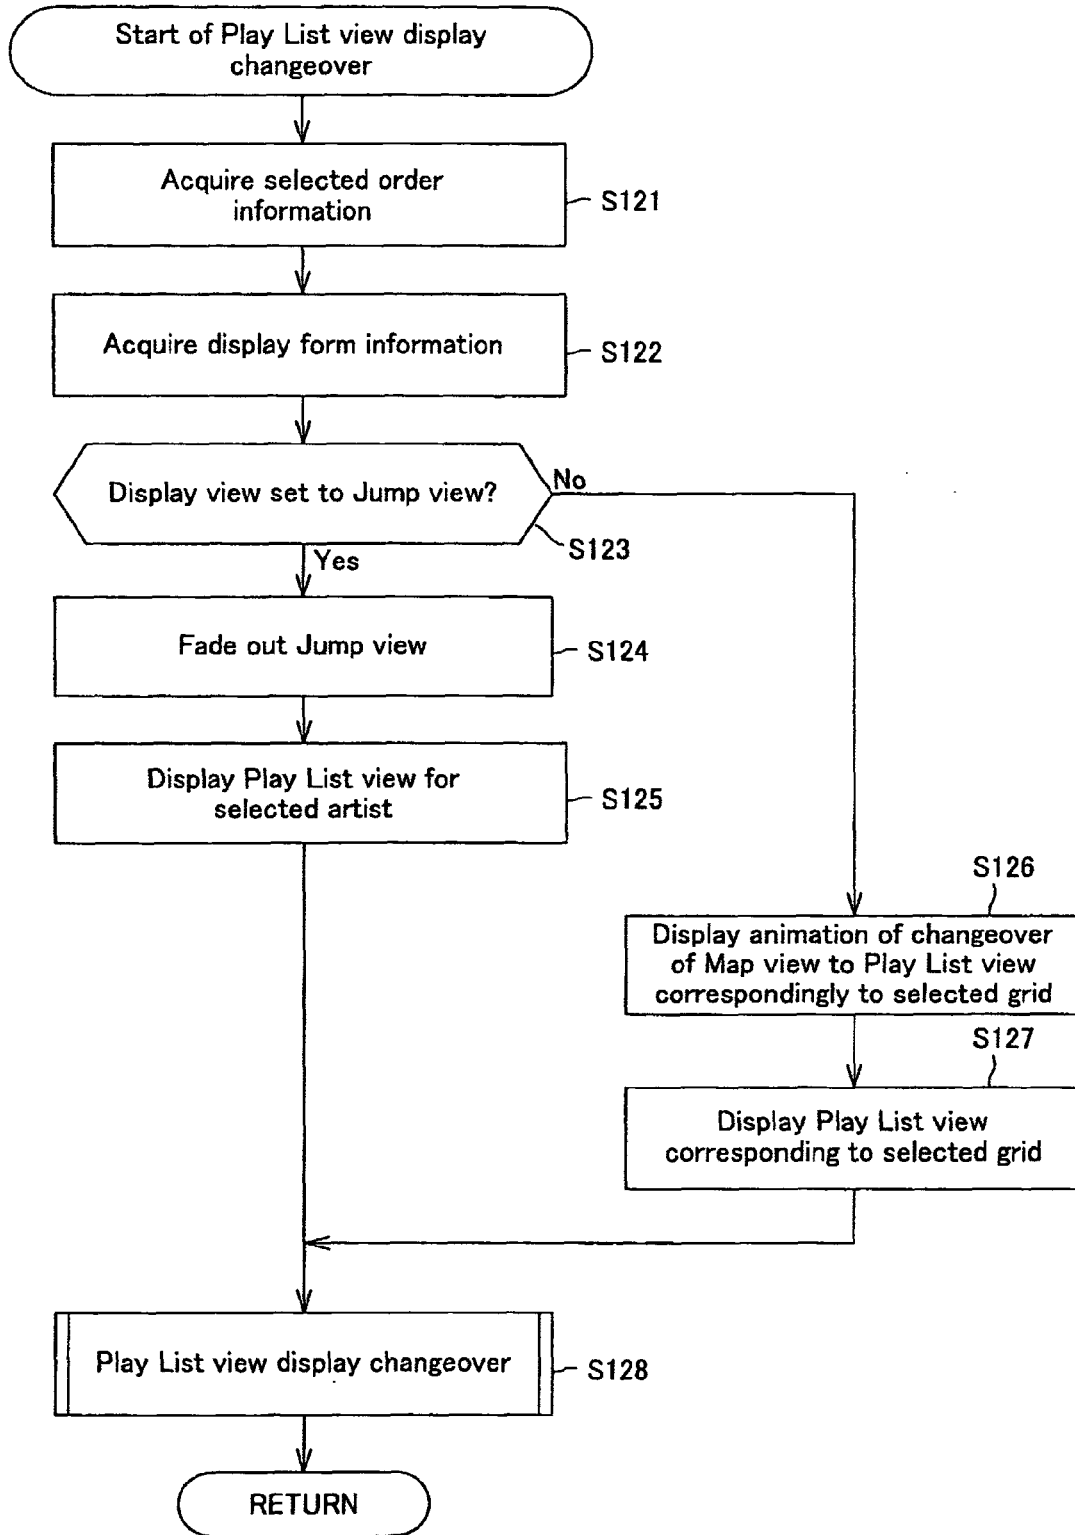 Start of Play List view display
changeover
Acquire selected order
information
S121
Acquire display form information
S122
Display view set to Jump view?
No
S123
Yes
Fade out Jump view
S124
Display Play List view for
selected artist
S125
S126
Display animation of changeover
of Map view to Play List view
correspondingly to selected grid
S127
Display Play List view
corresponding to selected grid
Play List view display changeover
S128
RETURN